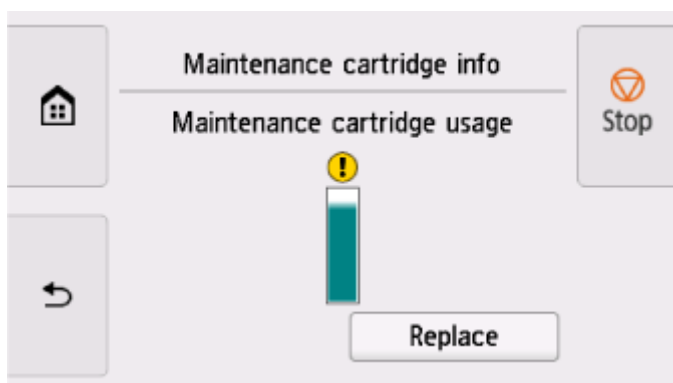 Maintenance cartridge info
Stop
Maintenance cartridge usage
Replace